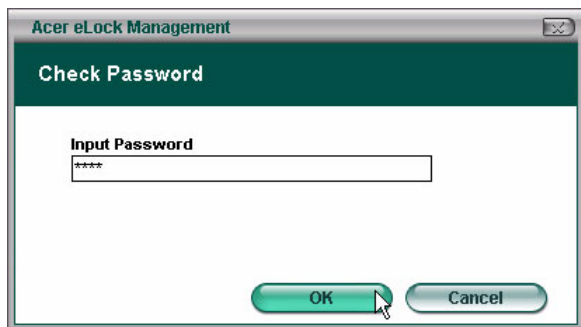 Acer eLock Management
Check Password
Input Password
****
OK
Cancel